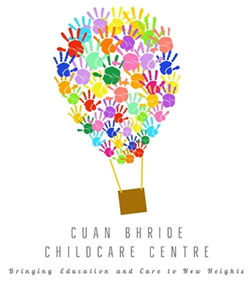 CUAN BHRIDE
CHILDCARE CENTRE
Bringing Education and Care to New Heights